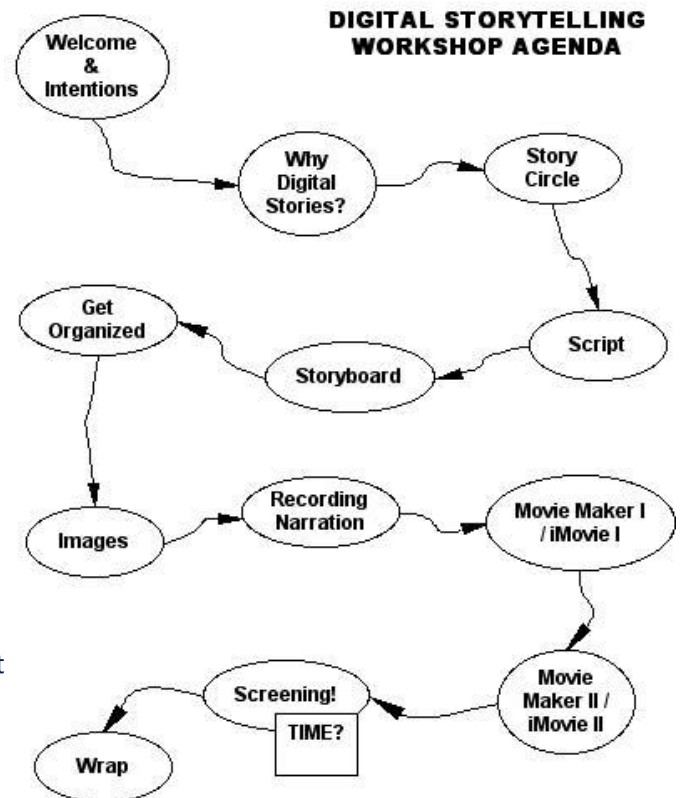 DIGITAL STORYTELLING
WORKSHOP AGENDA
Welcome
&
Intentions
Why
Digital
Stories?
Story
Circle
Script
Storyboard
Get
Organized
Images
Recording
Narration
Movie Maker I
/ iMovie I
Movie
Maker II /
iMovie II
Screening!
TIME?
Wrap
t